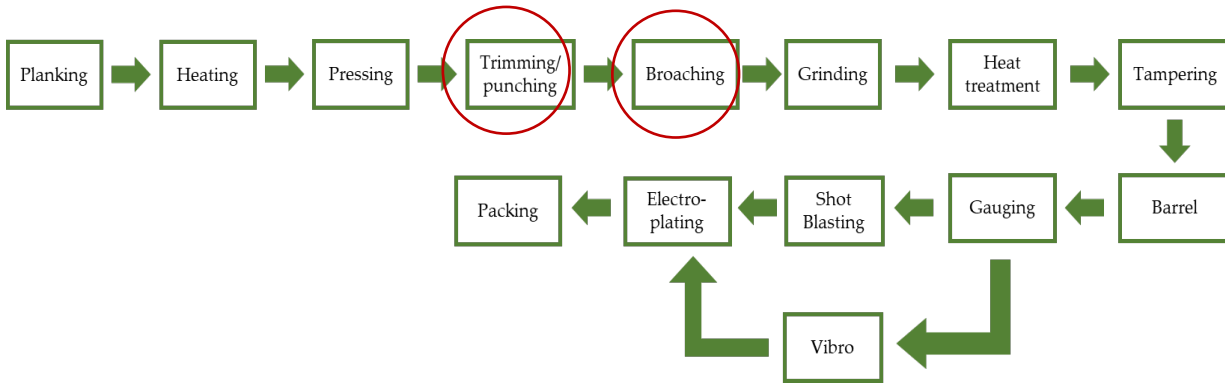 Planking
Heating
Pressing
Trimming/
punching
Broaching
Grinding
Heat
treatment
Tampering
Packing
Electro-
plating
Shot
Blasting
Gauging
Barrel
Vibro